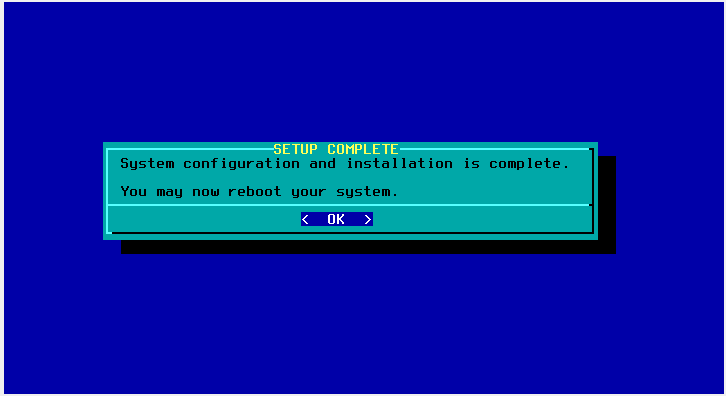 SETUP COMPLETE
System configuration and installation is complete.
You may now reboot your system.
< OK >